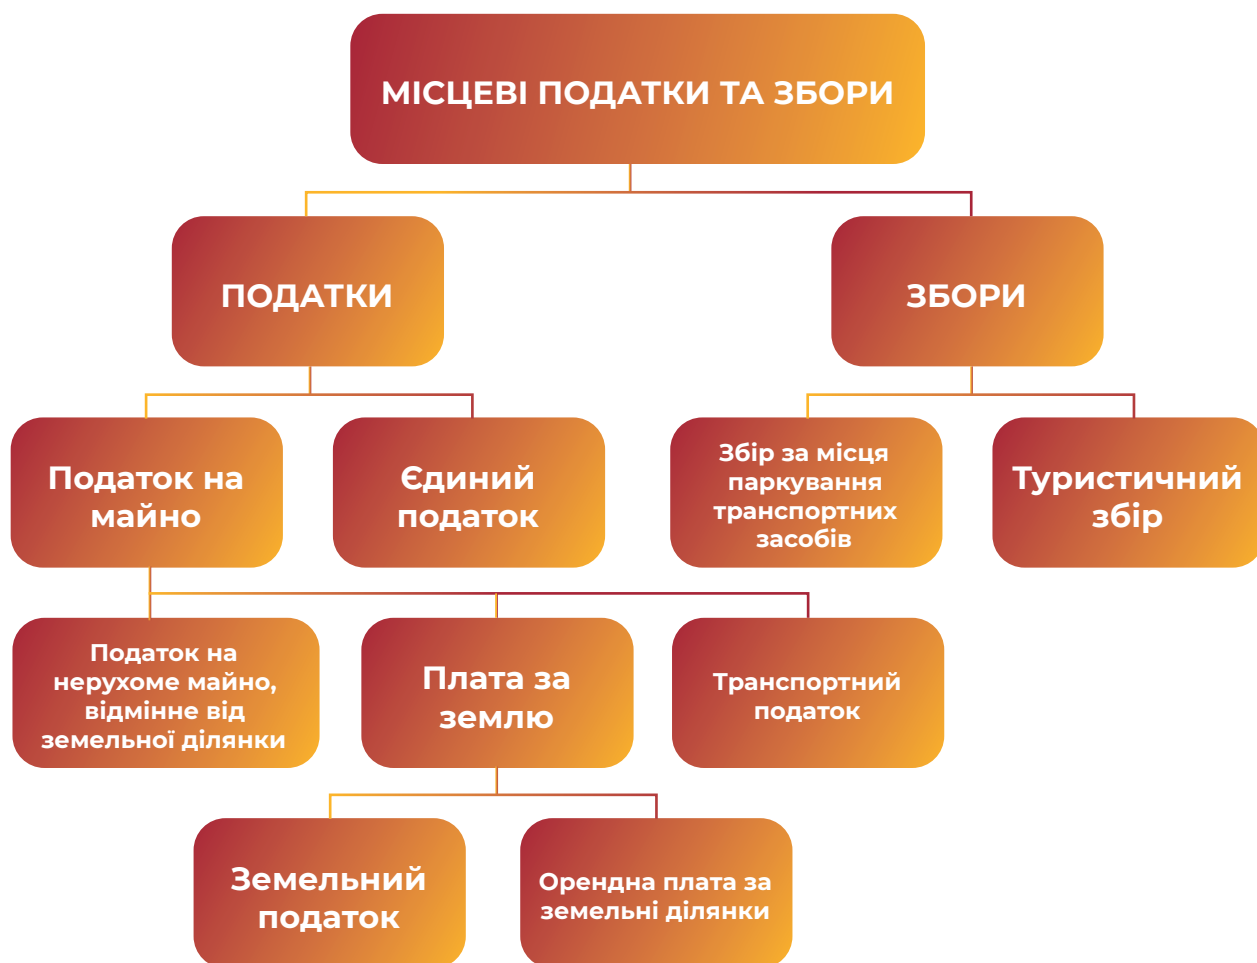 МІСЦЕВІ ПОДАТКИ ТА ЗБОРИ
ПОДАТКИ
ЗБОРИ
Податок на
майно
Єдиний
податок
Збір за місця
паркування
транспортних
засобів
Туристичний
збір
Податок на
нерухоме майно,
відмінне від
земельної ділянки
Плата за
землю
Транспортний
податок
Земельний
податок
Орендна плата за
земельні ділянки